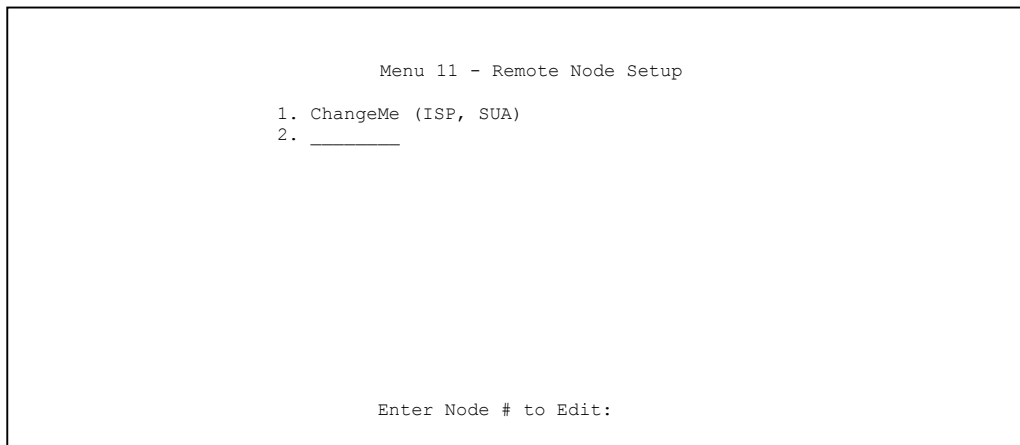 Menu 11 - Remote Node Setup
1. ChangeMe (ISP, SUA)
2. ________
Enter Node # to Edit: